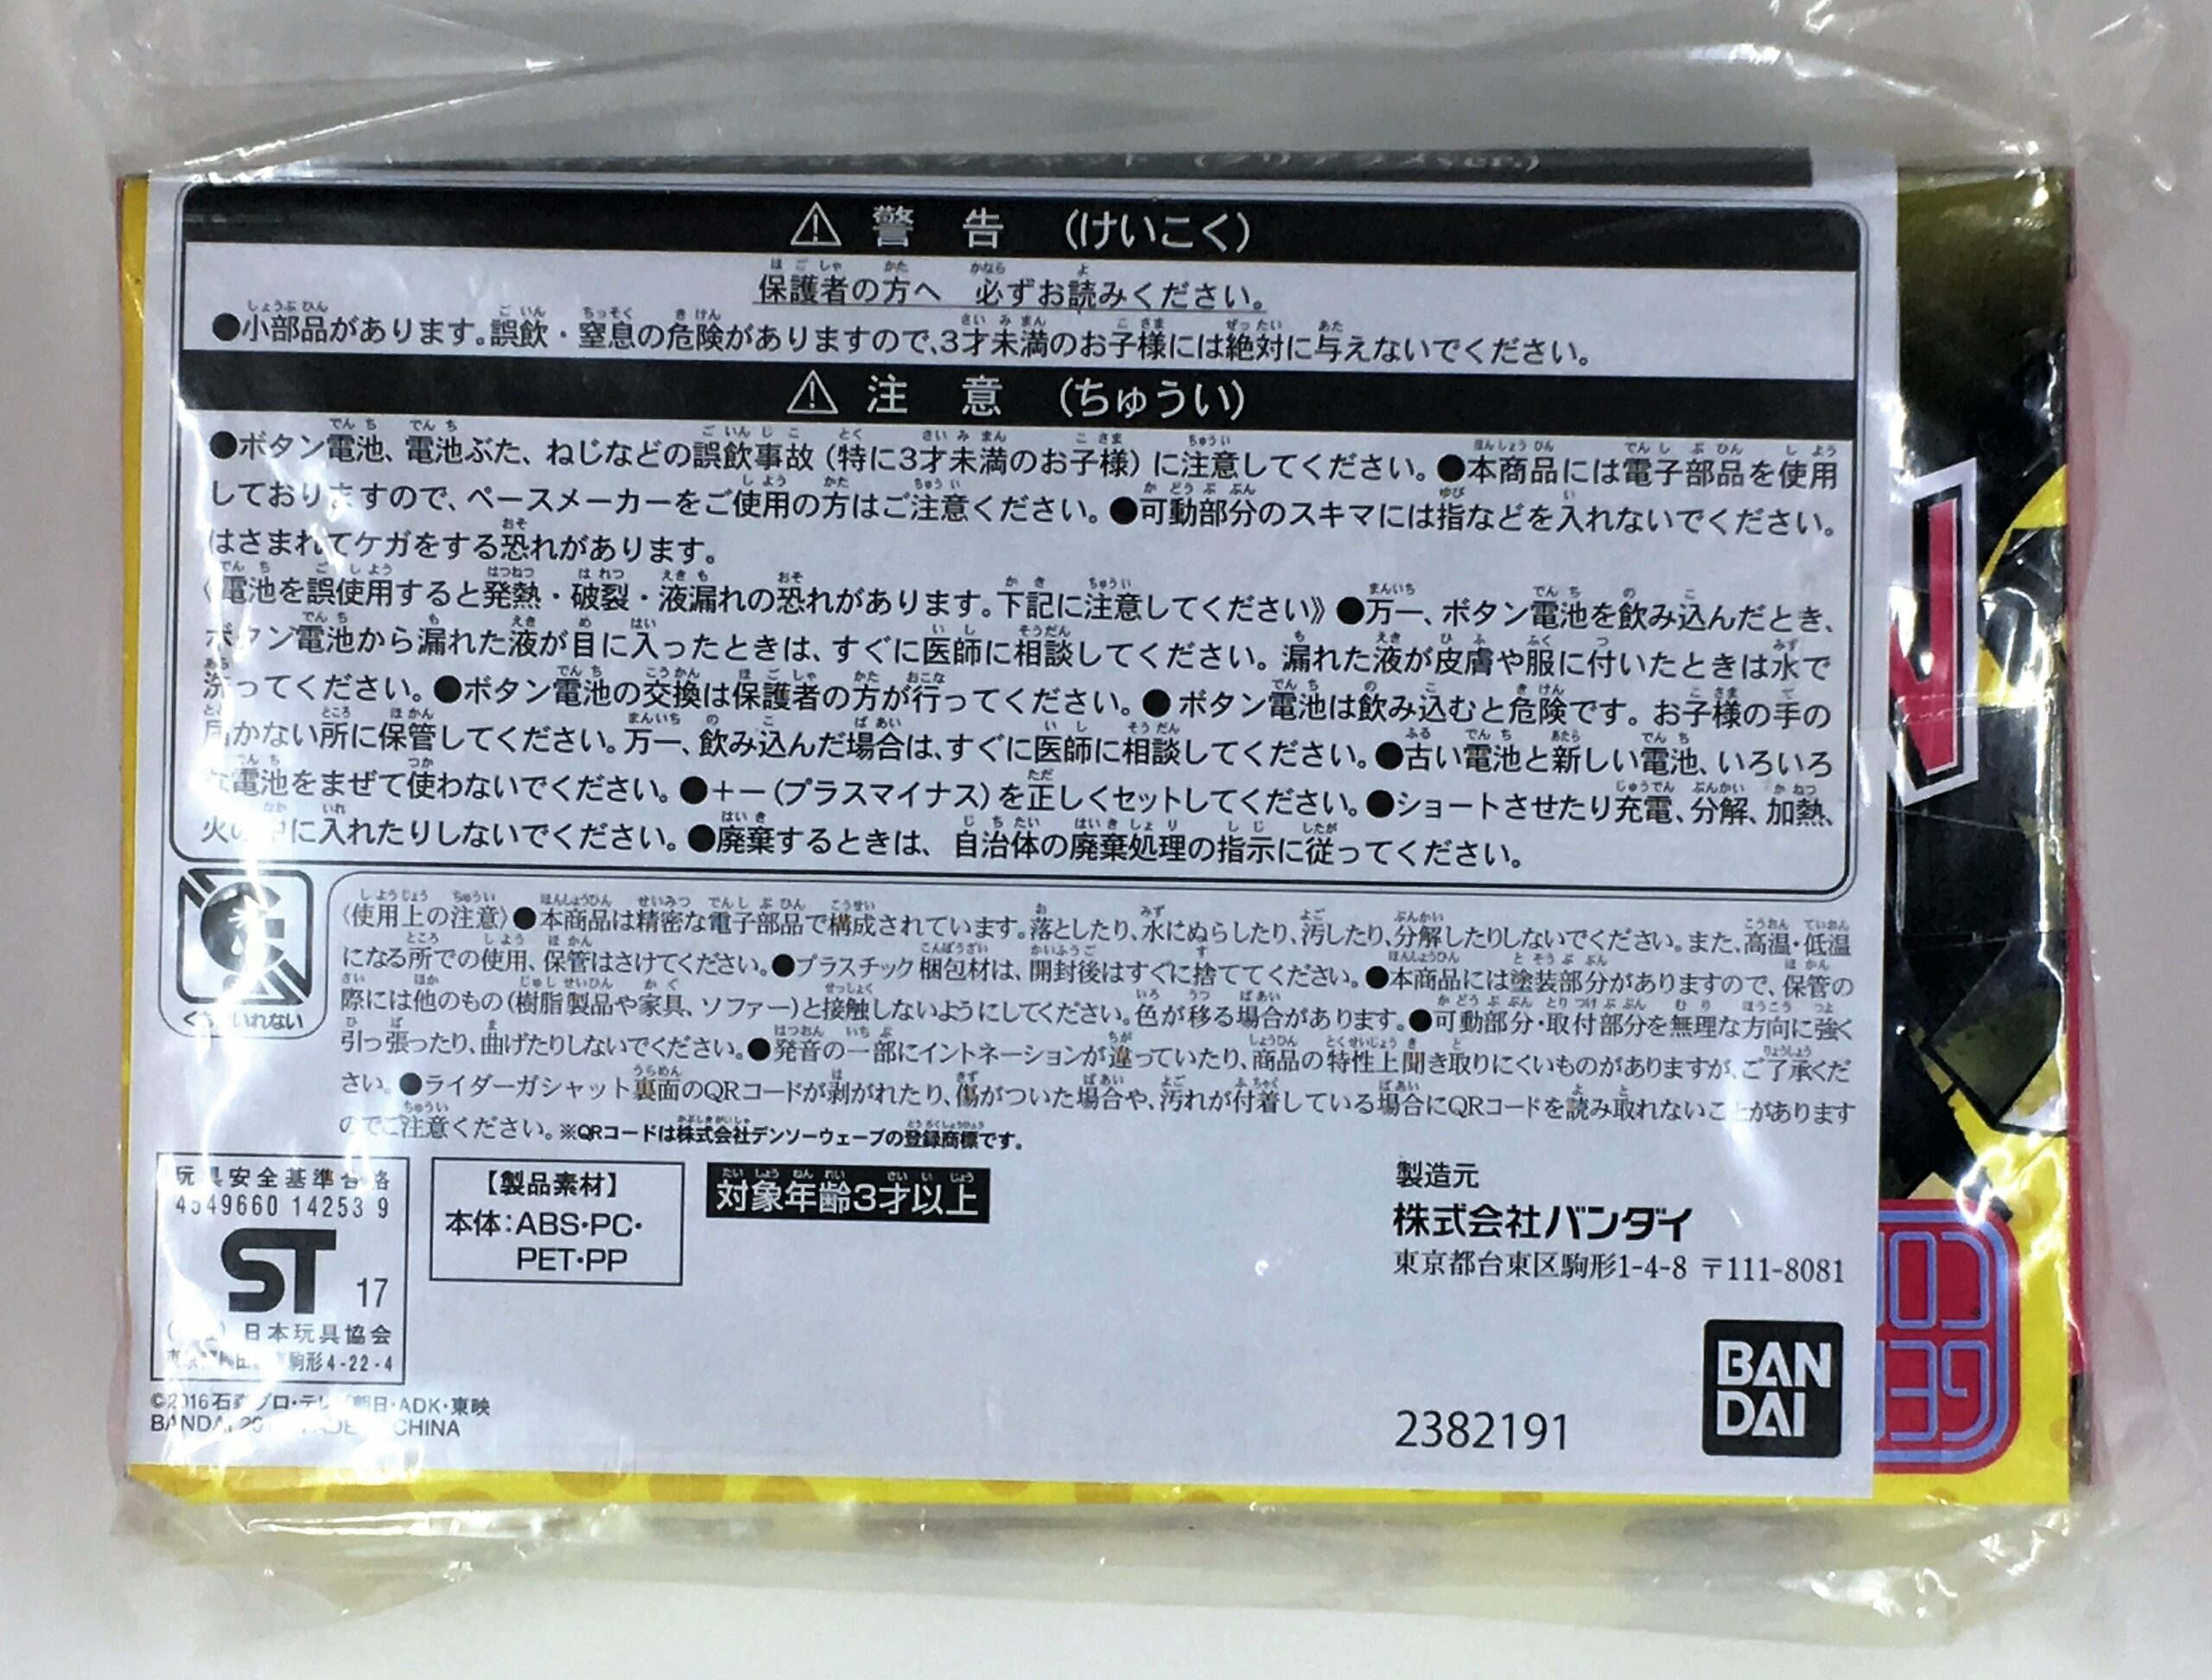 ver.)
警告 (けいこく)
保護者の方へ 必ずお読みください。
●小部品があります。誤飲・窒息の危険がありますので、3才未満のお子様には絶対に与えないでください。
注意 (ちゅうい)
●ボタン電池、電池ぶた、ねじなどの誤飲事故(特に3才未満のお子様)に注意してください。●本商品には電子部品を使用
しておりますので、ペースメーカーをご使用の方はご注意ください。●可動部分のスキマには指などを入れないでください。
はさまれてケガをする恐れがあります。
《電池を誤使用すると発熱・破裂・液漏れの恐れがあります。下記に注意してください》●万一、ボタン電池を飲み込んだとき、
ボタン電池から漏れた液が目に入ったときは、すぐに医師に相談してください。漏れた液が皮膚や服に付いたときは水で
洗ってください。●ボタン電池の交換は保護者の方が行ってください。●ボタン電池は飲み込むと危険です。お子様の手の
届かない所に保管してください。万一、飲み込んだ場合は、すぐに医師に相談してください。●古い電池と新しい電池、いろいろ
な電池をまぜて使わないでください。●+－(プラスマイナス)を正しくセットしてください。●ショートさせたり充電、分解、加熱、
火の中に入れたりしないでください。●廃棄するときは、自治体の廃棄処理の指示に従ってください。
くちにいれない
〈使用上の注意〉●本商品は精密な電子部品で構成されています。落としたり、水にぬらしたり、汚したり、分解したりしないでください。また、高温・低温
になる所での使用、保管はさけてください。●プラスチック梱包材は、開封後はすぐに捨ててください。●本商品には塗装部分がありますので、保管の
際には他のもの(樹脂製品や家具、ソファー)と接触しないようにしてください。色が移る場合があります。●可動部分・取付部分を無理な方向に強く
引っ張ったり、曲げたりしないでください。●発音の一部にイントネーションが違っていたり、商品の特性上聞き取りにくいものがありますが、ご了承くだ
さい。●ライダーガシャット裏面のQRコードが剥がれたり、傷がついた場合や、汚れが付着している場合にQRコードを読み取れないことがあります
のでご注意ください。※QRコードは株式会社デンソーウェーブの登録商標です。
玩具安全基準合格
4549660 14253 9
ST 17
日本玩具協会
駒形4-22-4
【製品素材】
本体:ABS・PC・
PET・PP
対象年齢3才以上
製造元
株式会社バンダイ
東京都台東区駒形1-4-8 〒111-8081
©2016 石森プロ・テレビ朝日・ADK・東映
BANDAI MADE CHINA
2382191
BAN
DAI